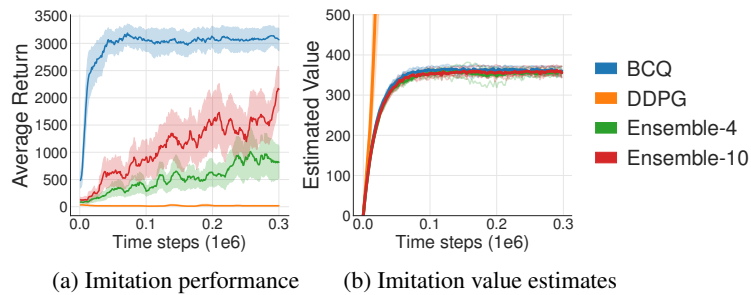 3500
3000
2500
2000
1500
1000
500
0
Average Return
0.0 0.1 0.2 0.3
Time steps (1e6)
(a) Imitation performance
500
400
300
200
100
0
Estimated Value
0.0 0.1 0.2 0.3
Time steps (1e6)
(b) Imitation value estimates
BCQ
DDPG
Ensemble-4
Ensemble-10